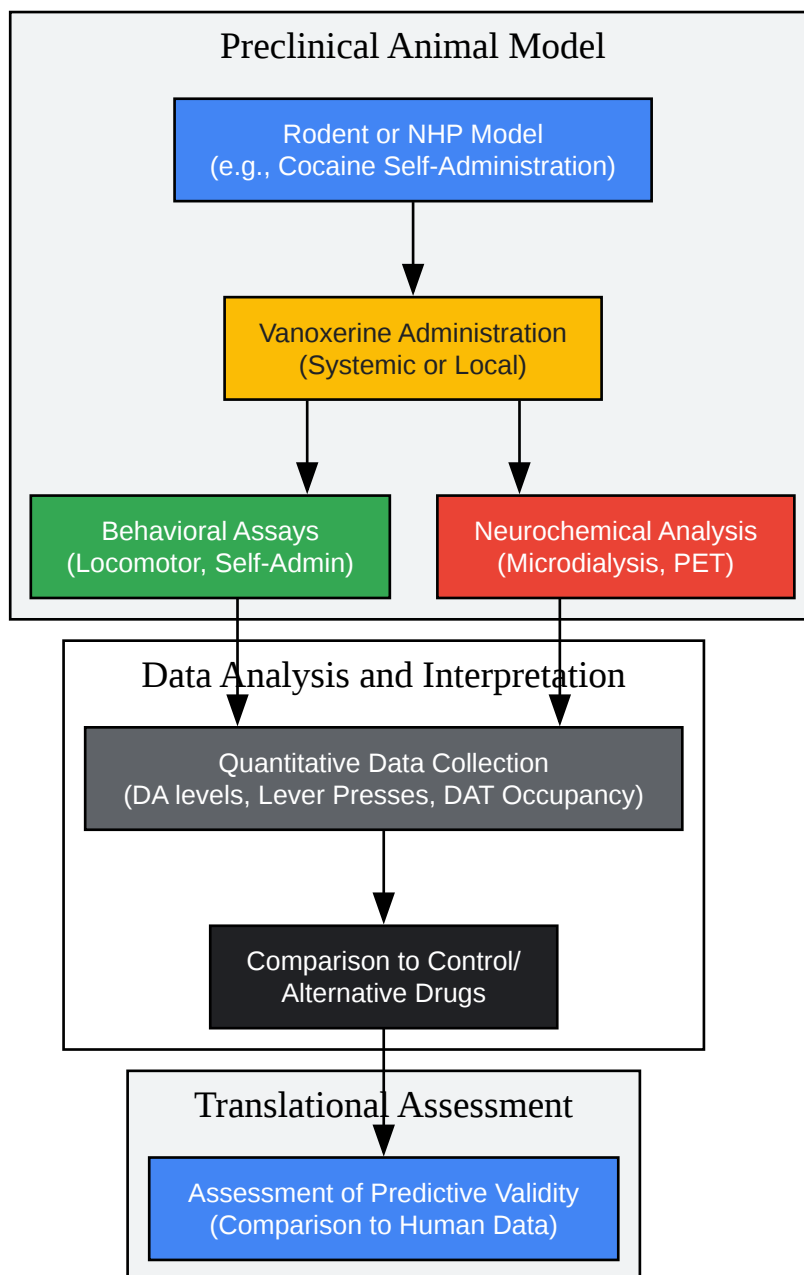 Preclinical Animal Model
Rodent or NHP Model
(e.g., Cocaine Self-Administration)
Vanoxerine Administration
(Systemic or Local)
Behavioral Assays
(Locomotor, Self-Admin)
Neurochemical Analysis
(Microdialysis, PET)
Data Analysis and Interpretation
Quantitative Data Collection
(DA levels, Lever Presses, DAT Occupancy)
Comparison to Control/
Alternative Drugs
Translational Assessment
Assessment of Predictive Validity
(Comparison to Human Data)